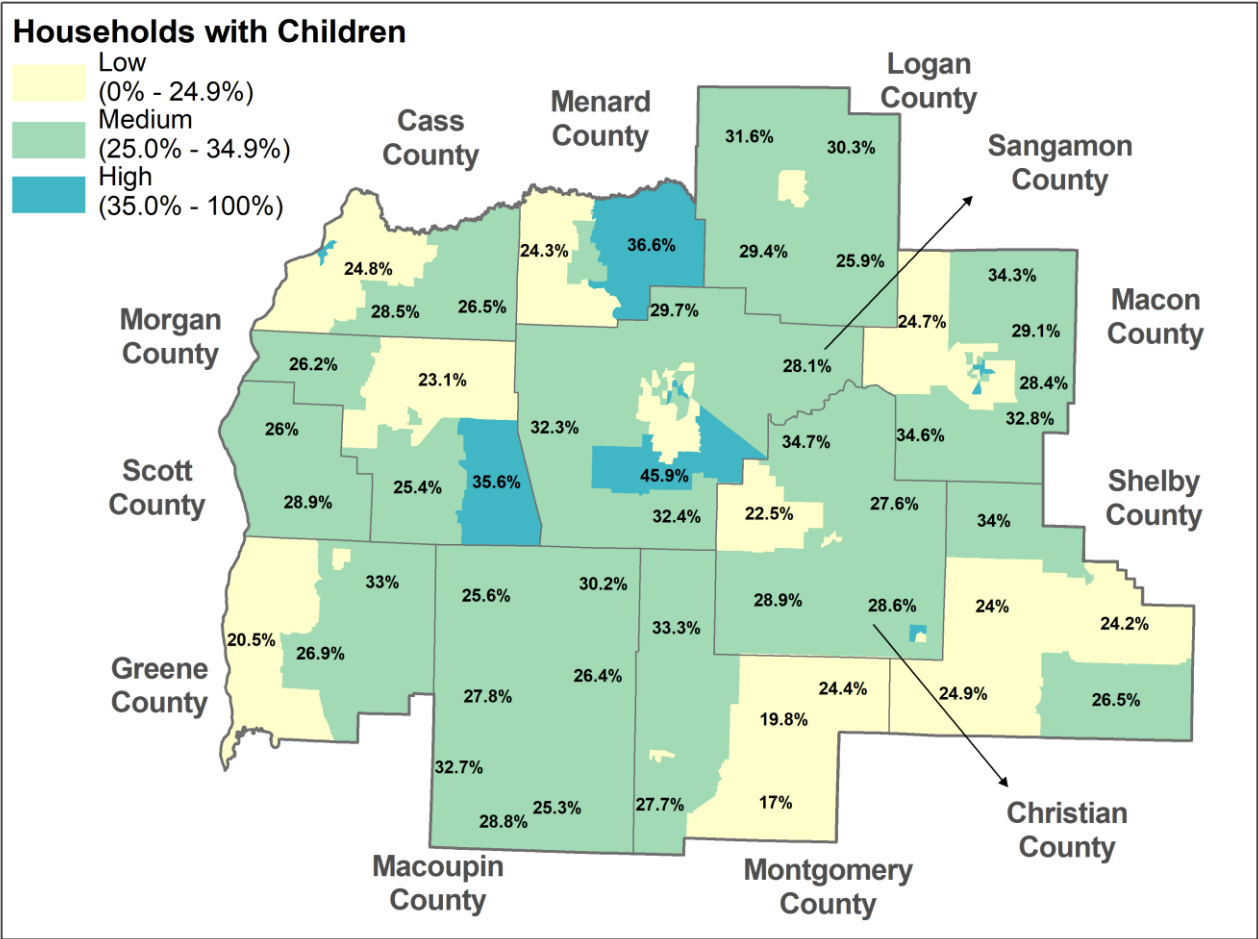 Households with Children
Low
(0% - 24.9%)
Medium
(25.0% - 34.9%)
High
(35.0% - 100%)
Logan
County
Menard
County
Cass
County
Sangamon
County
31.6%
30.3%
24.3%
36.6%
29.4%
25.9%
24.8%
34.3%
28.5%
26.5%
29.7%
24.7%
Macon
County
Morgan
County
29.1%
26.2%
23.1%
28.1%
28.4%
32.8%
26%
32.3%
34.7%
34.6%
Scott
County
25.4%
35.6%
45.9%
Shelby
County
28.9%
32.4%
22.5%
27.6%
34%
33%
25.6%
30.2%
28.9%
28.6%
24%
24.2%
20.5%
26.9%
33.3%
Greene
County
27.8%
26.4%
24.4%
24.9%
26.5%
19.8%
32.7%
28.8%
25.3%
27.7%
17%
Christian
County
Macoupin
County
Montgomery
County